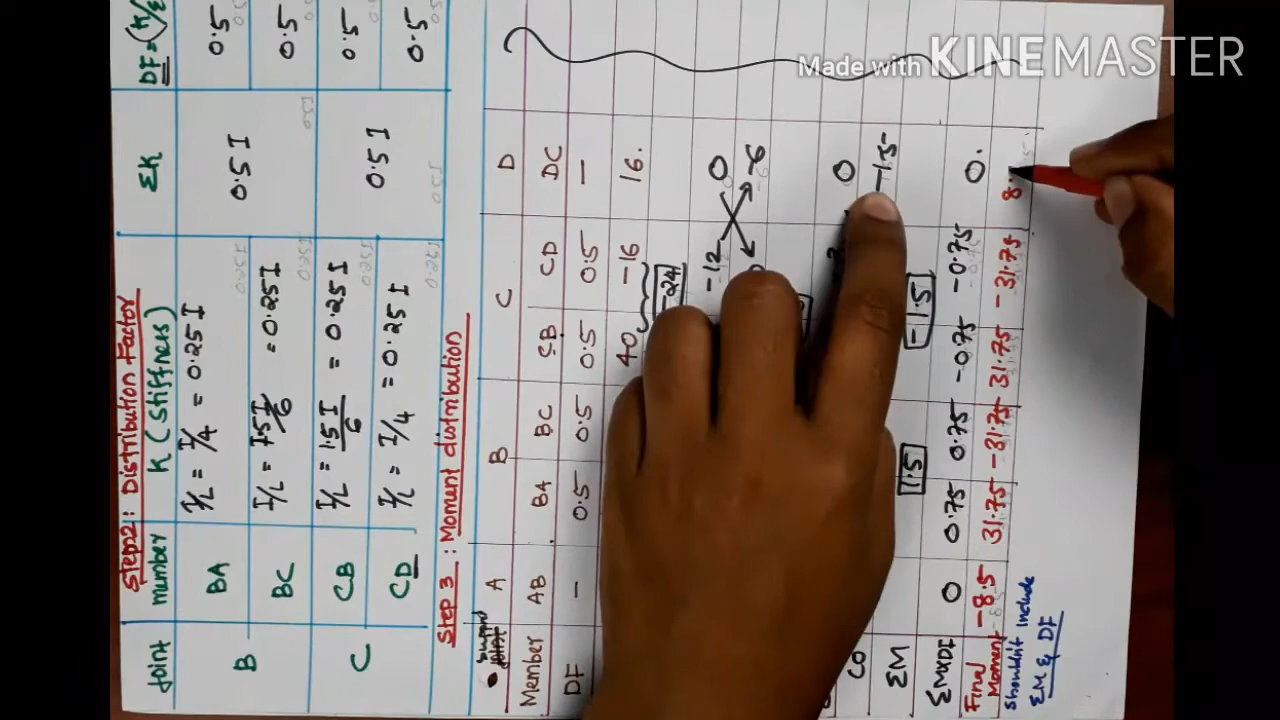 Made with KINEMASTER
Step 2 : Distribution Factor
Joint member K (stiffness) ΣK DF = (K/Σ
B BA I/L = I/4 = 0.25 I 0.5 I 0.5
BC I/L = 1.5I/6 = 0.25 I 0.5
C CB I/L = 1.5 I/6 = 0.25 I 0.5 I 0.5
CD I/L = I/4 = 0.25 I 0.5
Step 3 : Moment distribution
A B C D
Member AB BA BC CB CD DC
DF — 0.5 0.5 0.5 0.5 —
40 -16 16.
-24
-12 0
-6
CO 0
-1.5
ΣM 1.5 -1.5
ΣM×DF 0 0.75 0.75 -0.75 -0.75 0.
Final Moment -8.5 31.75 -31.75 31.75 -31.75 8.
shouldn't include
ΣM & DF